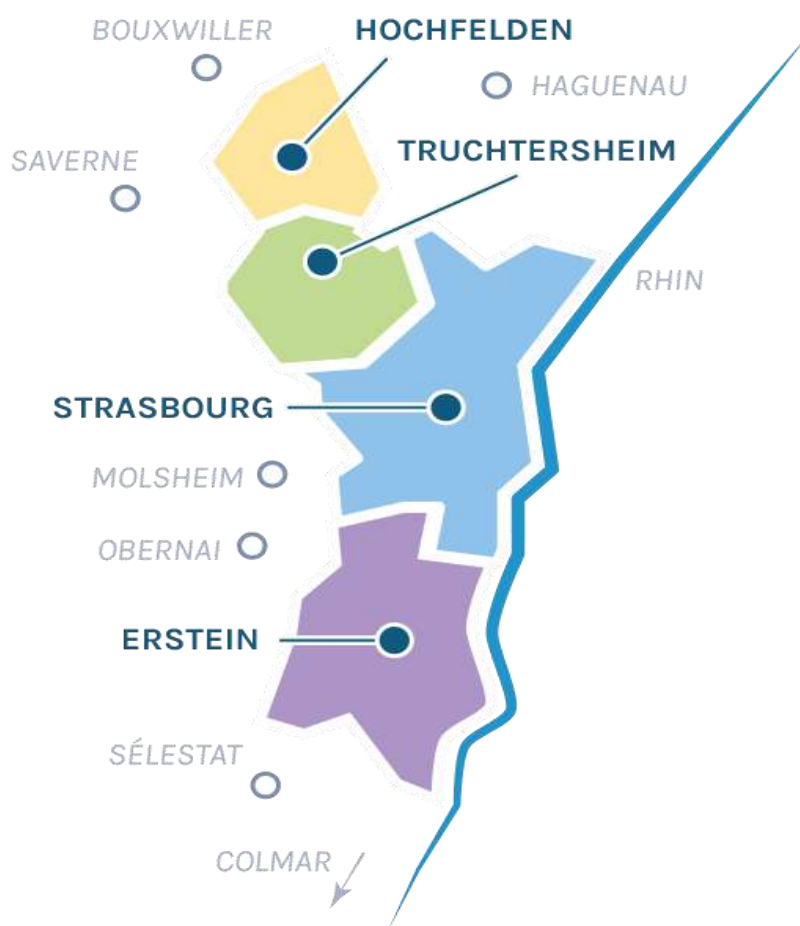 BOUXWILLER
HOCHFELDEN
HAGUENAU
SAVERNE
TRUCHTERSHEIM
RHIN
STRASBOURG
MOLSHEIM
OBERNAI
ERSTEIN
SÉLESTAT
COLMAR